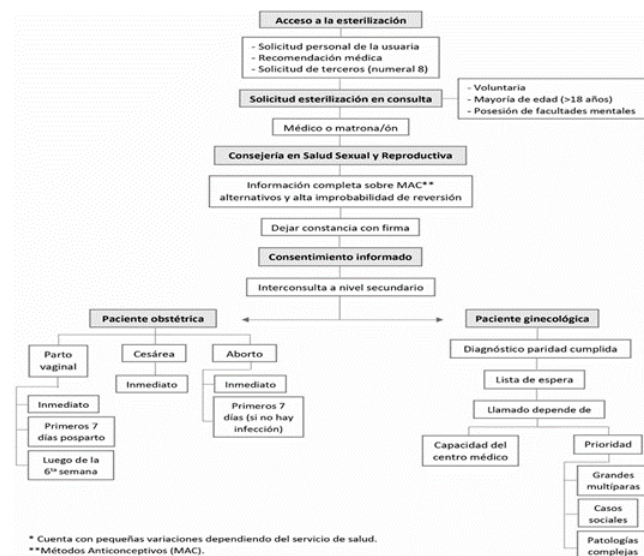 Acceso a la esterilización
- Solicitud personal de la usuaria
- Recomendación médica
- Solicitud de terceros (numeral 8)
Solicitud esterilización en consulta
- Voluntaria
- Mayoría de edad (>18 años)
- Posesión de facultades mentales
Médico o matrona/ón
Consejería en Salud Sexual y Reproductiva
Información completa sobre MAC**
alternativos y alta improbabilidad de reversión
Dejar constancia con firma
Consentimiento informado
Interconsulta a nivel secundario
Paciente obstétrica
Parto
vaginal
Inmediato
Primeros 7
días posparto
Luego de la
6ta semana
Cesárea
Inmediato
Aborto
Inmediato
Primeros 7
días (si no hay
infección)
Paciente ginecológica
Diagnóstico paridad cumplida
Lista de espera
Llamado depende de
Capacidad del
centro médico
Prioridad
Grandes
multíparas
Casos
sociales
Patologías
complejas
* Cuenta con pequeñas variaciones dependiendo del servicio de salud.
**Métodos Anticonceptivos (MAC).